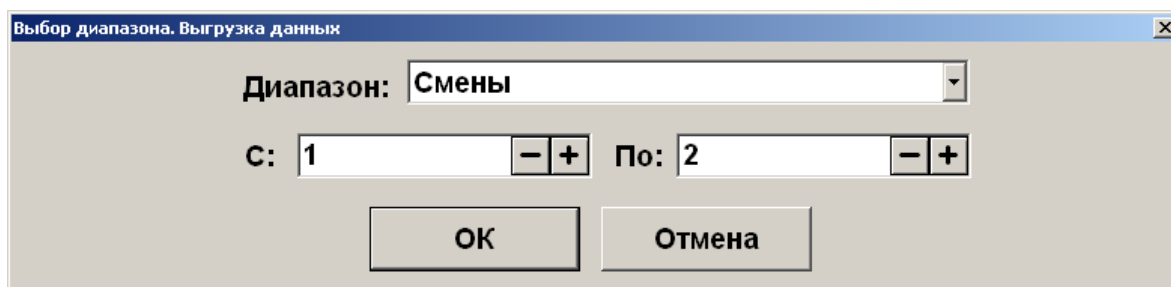 Выбор диапазона. Выгрузка данных
Диапазон: Смены
С: 1 − + По: 2 − +
ОК Отмена